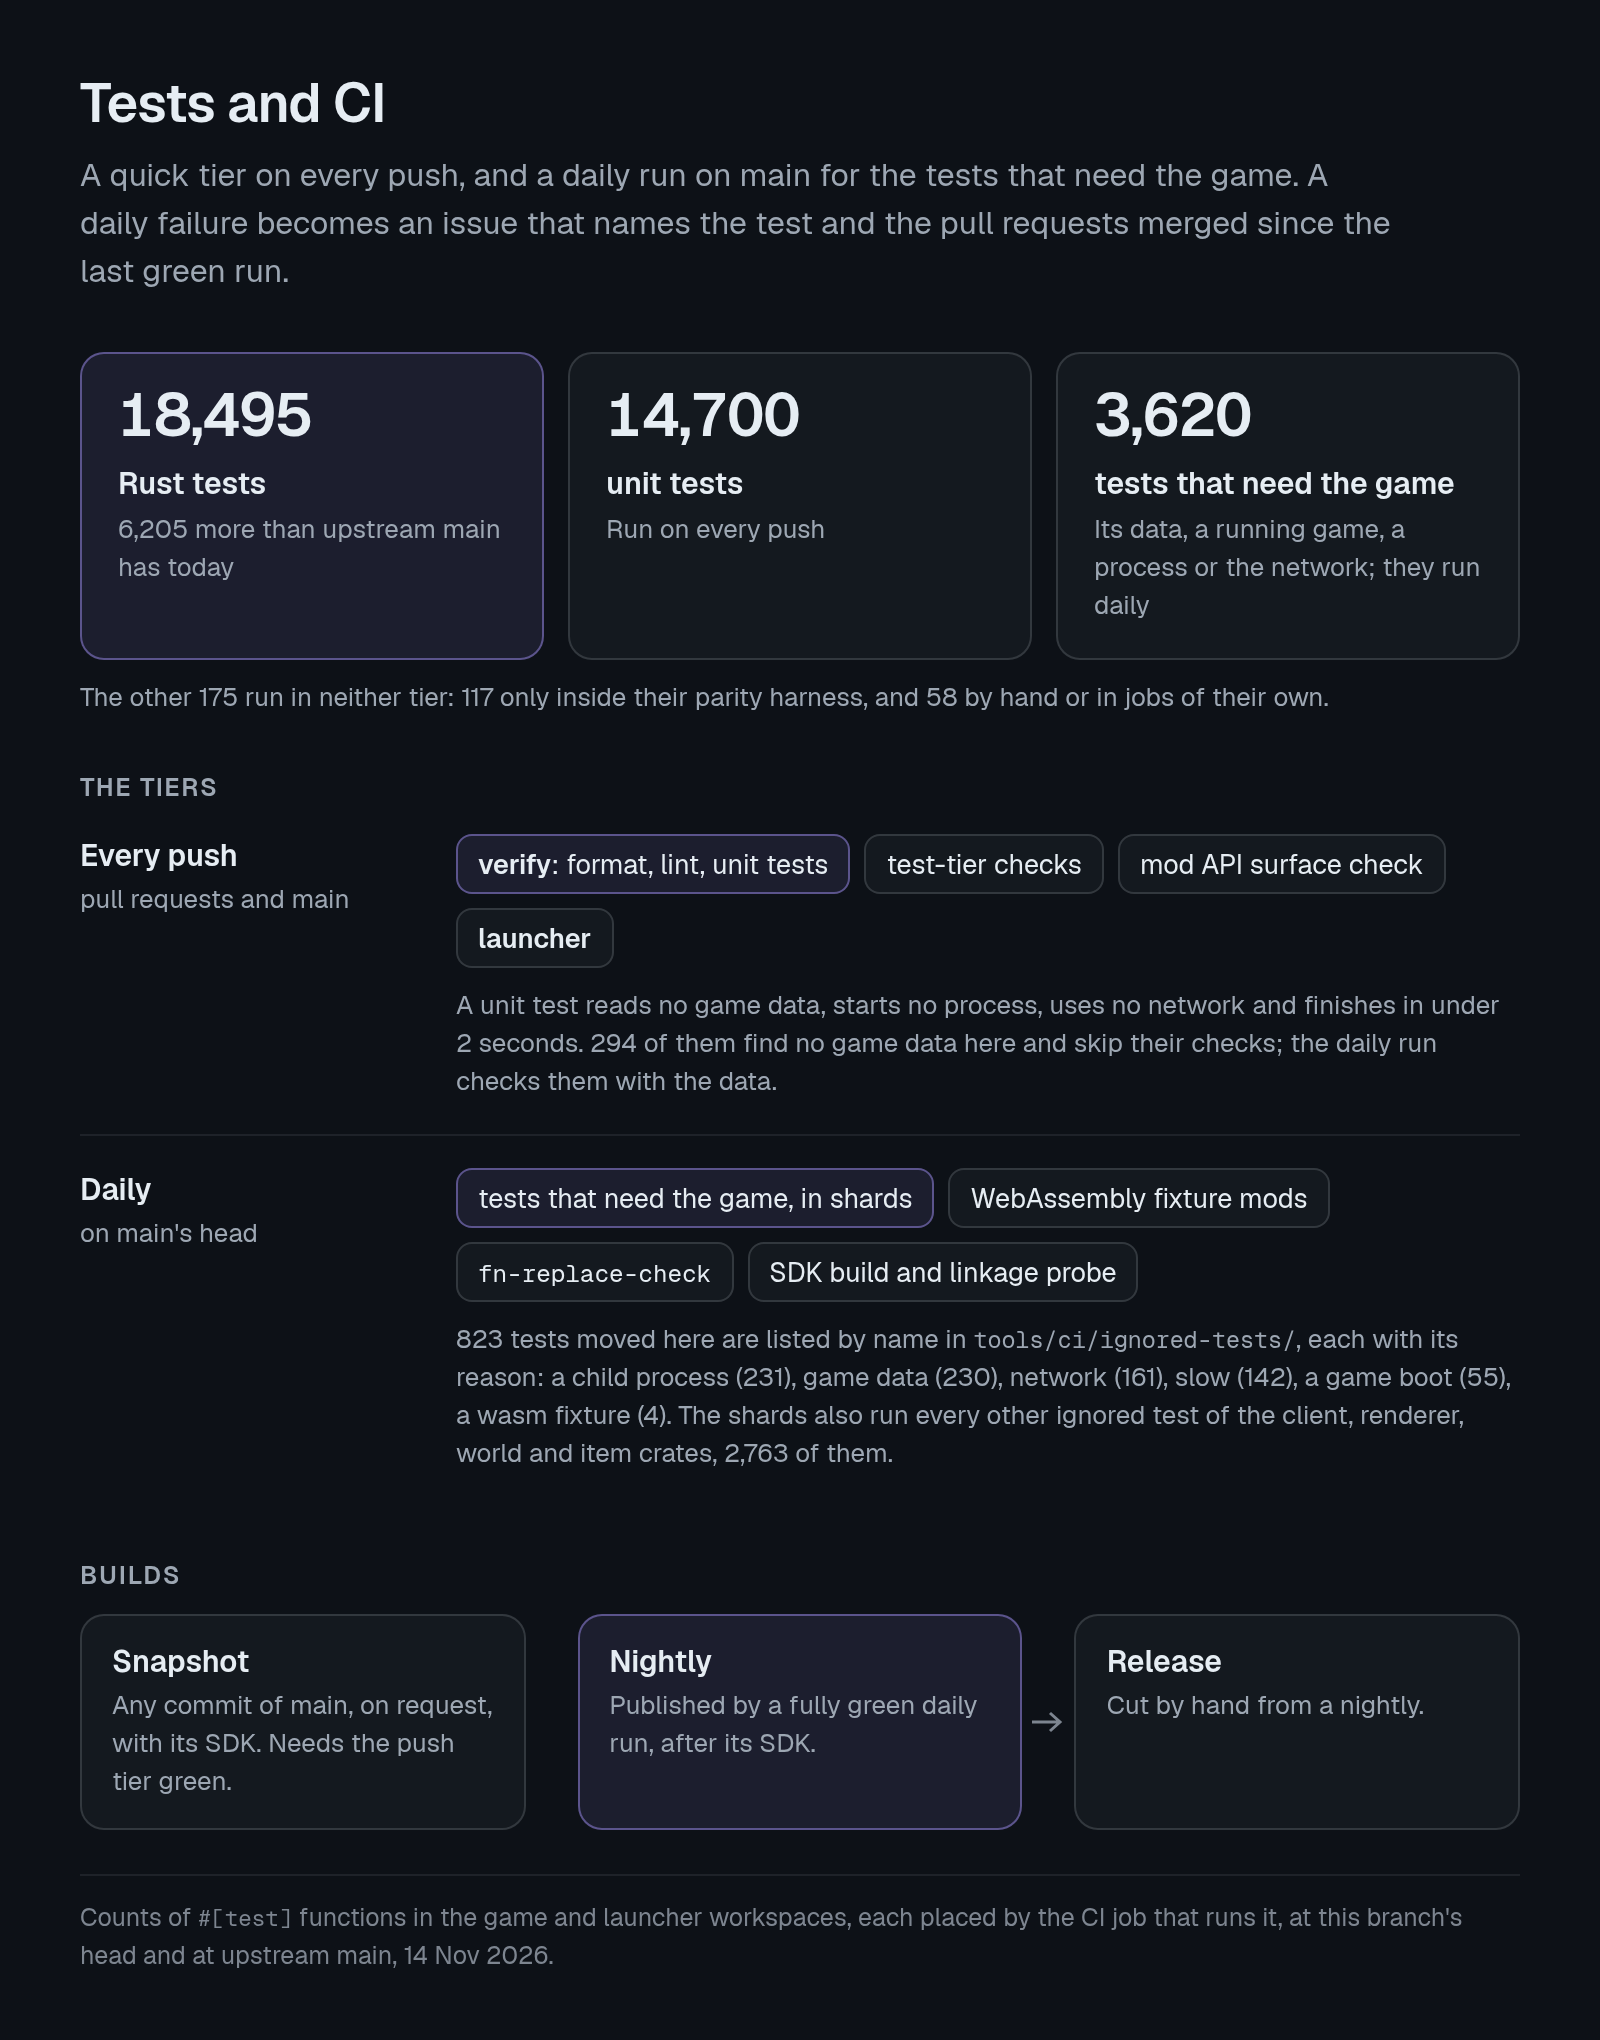 Tests and CI
A quick tier on every push, and a daily run on main for the tests that need the game. A
daily failure becomes an issue that names the test and the pull requests merged since the
last green run.
18,495
Rust tests
6,205 more than upstream main
has today
14,700
unit tests
Run on every push
3,620
tests that need the game
Its data, a running game, a
process or the network; they run
daily
The other 175 run in neither tier: 117 only inside their parity harness, and 58 by hand or in jobs of their own.
THE TIERS
Every push
pull requests and main
verify: format, lint, unit tests
test-tier checks
mod API surface check
launcher
A unit test reads no game data, starts no process, uses no network and finishes in under
2 seconds. 294 of them find no game data here and skip their checks; the daily run
checks them with the data.
Daily
on main's head
tests that need the game, in shards
WebAssembly fixture mods
fn-replace-check
SDK build and linkage probe
823 tests moved here are listed by name in tools/ci/ignored-tests/, each with its
reason: a child process (231), game data (230), network (161), slow (142), a game boot (55),
a wasm fixture (4). The shards also run every other ignored test of the client, renderer,
world and item crates, 2,763 of them.
BUILDS
Snapshot
Any commit of main, on request,
with its SDK. Needs the push
tier green.
Nightly
Published by a fully green daily
run, after its SDK.
→
Release
Cut by hand from a nightly.
Counts of #[test] functions in the game and launcher workspaces, each placed by the CI job that runs it, at this branch's
head and at upstream main, 14 Nov 2026.